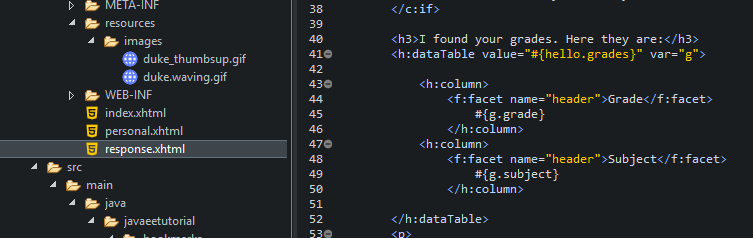 META-INF
resources
images
duke_thumbsup.gif
duke.waving.gif
WEB-INF
index.xhtml
personal.xhtml
response.xhtml
src
main
java
javaeetutorial
bookmarks
38 </c:if>
39
40 <h3>I found your grades. Here they are:</h3>
41 <h:dataTable value="#{hello.grades}" var="g">
42
43 <h:column>
44 <f:facet name="header">Grade</f:facet>
45 #{g.grade}
46 </h:column>
47 <h:column>
48 <f:facet name="header">Subject</f:facet>
49 #{g.subject}
50 </h:column>
51
52 </h:dataTable>
53 <p>